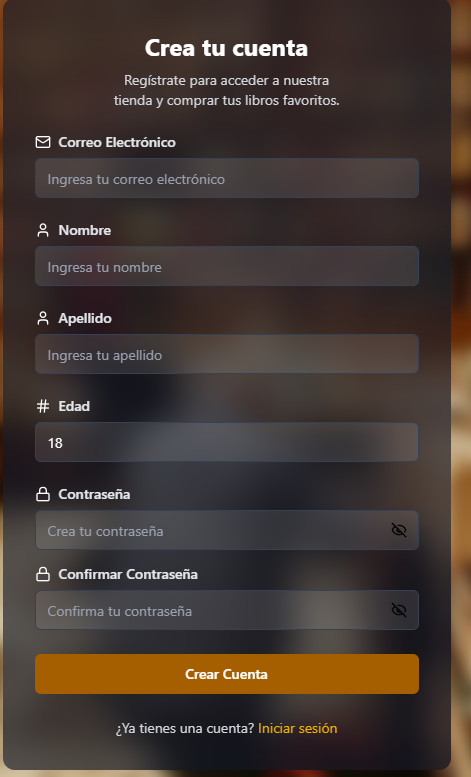 Crea tu cuenta
Regístrate para acceder a nuestra
tienda y comprar tus libros favoritos.
Correo Electrónico
Ingresa tu correo electrónico
Nombre
Ingresa tu nombre
Apellido
Ingresa tu apellido
Edad
18
Contraseña
Crea tu contraseña
Confirmar Contraseña
Confirma tu contraseña
Crear Cuenta
¿Ya tienes una cuenta? Iniciar sesión